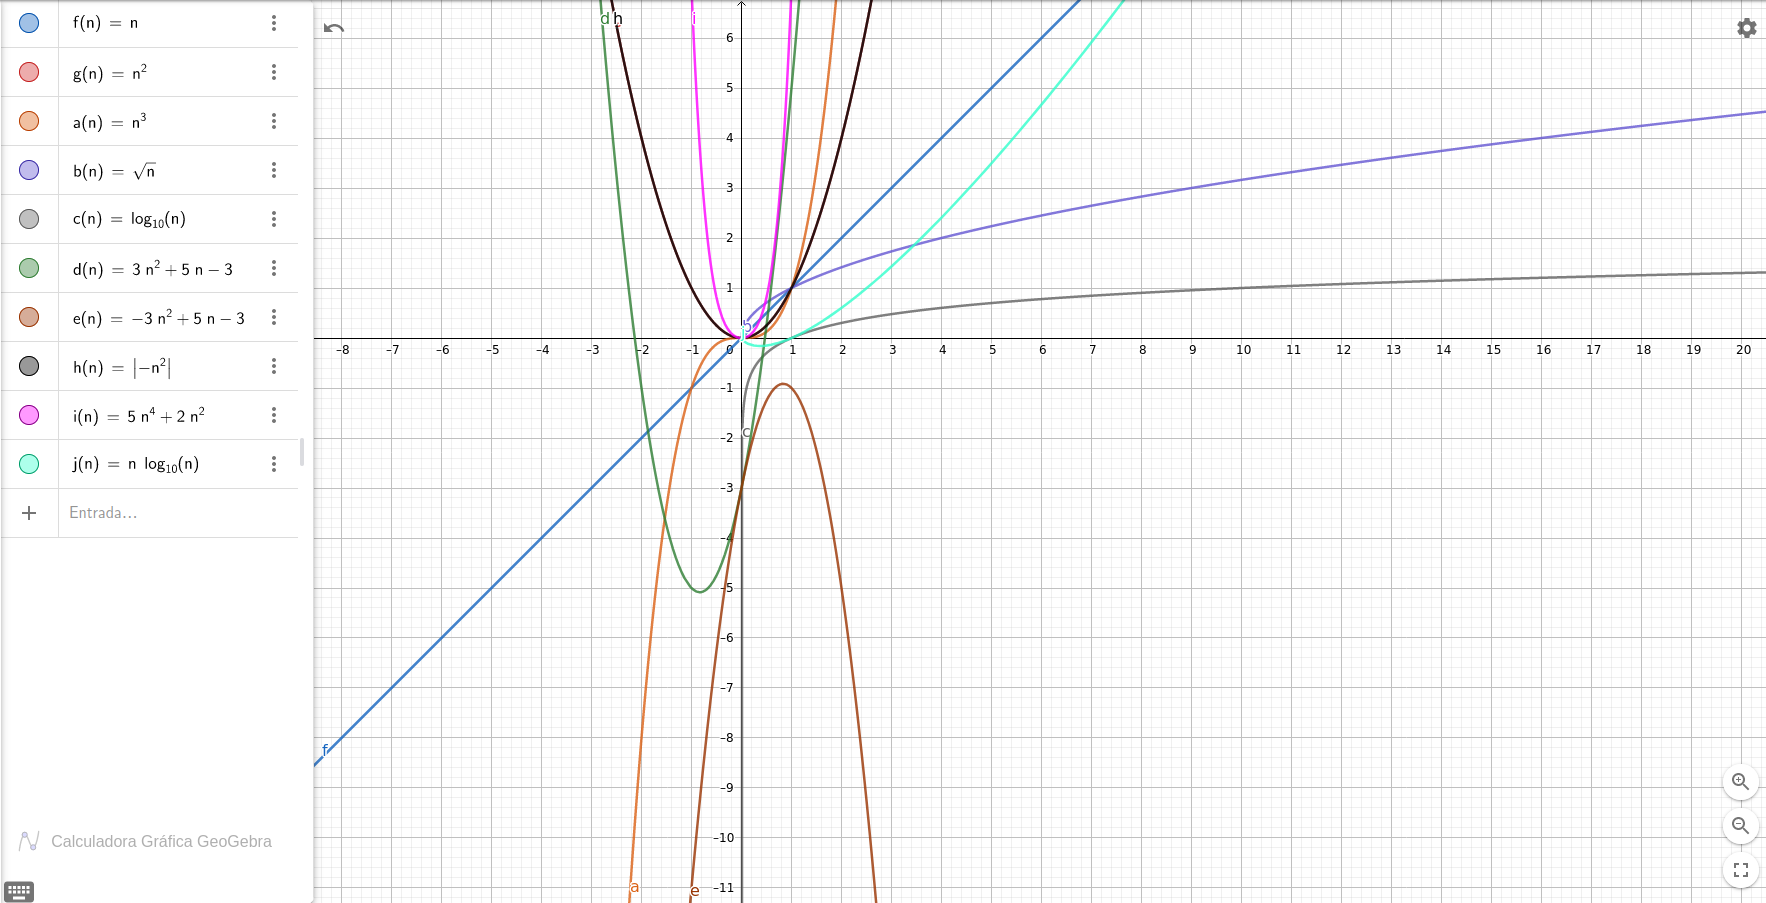 f(n) = n
g(n) = n²
a(n) = n³
b(n) = √n
c(n) = log₁₀(n)
d(n) = 3 n² + 5 n − 3
e(n) = −3 n² + 5 n − 3
h(n) = |−n²|
i(n) = 5 n⁴ + 2 n²
j(n) = n log₁₀(n)
Entrada…
Calculadora Gráfica GeoGebra
d h i
6
5
4
3
2
1
b
–8 –7 –6 –5 –4 –3 –2 –1 0 1 2 3 4 5 6 7 8 9 10 11 12 13 14 15 16 17 18 19 20
–1
–2
c
–3
–4
–5
–6
–7
–8
f
–9
–10
–11
a e